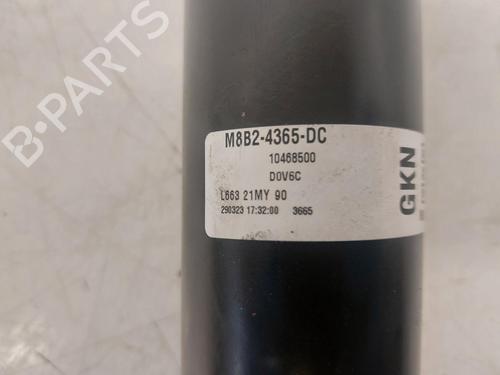 M8B2-4365-DC
10468500
D0V6C
L663 21MY 90
290323 17:32:00 3665
GKN
B-PARTS